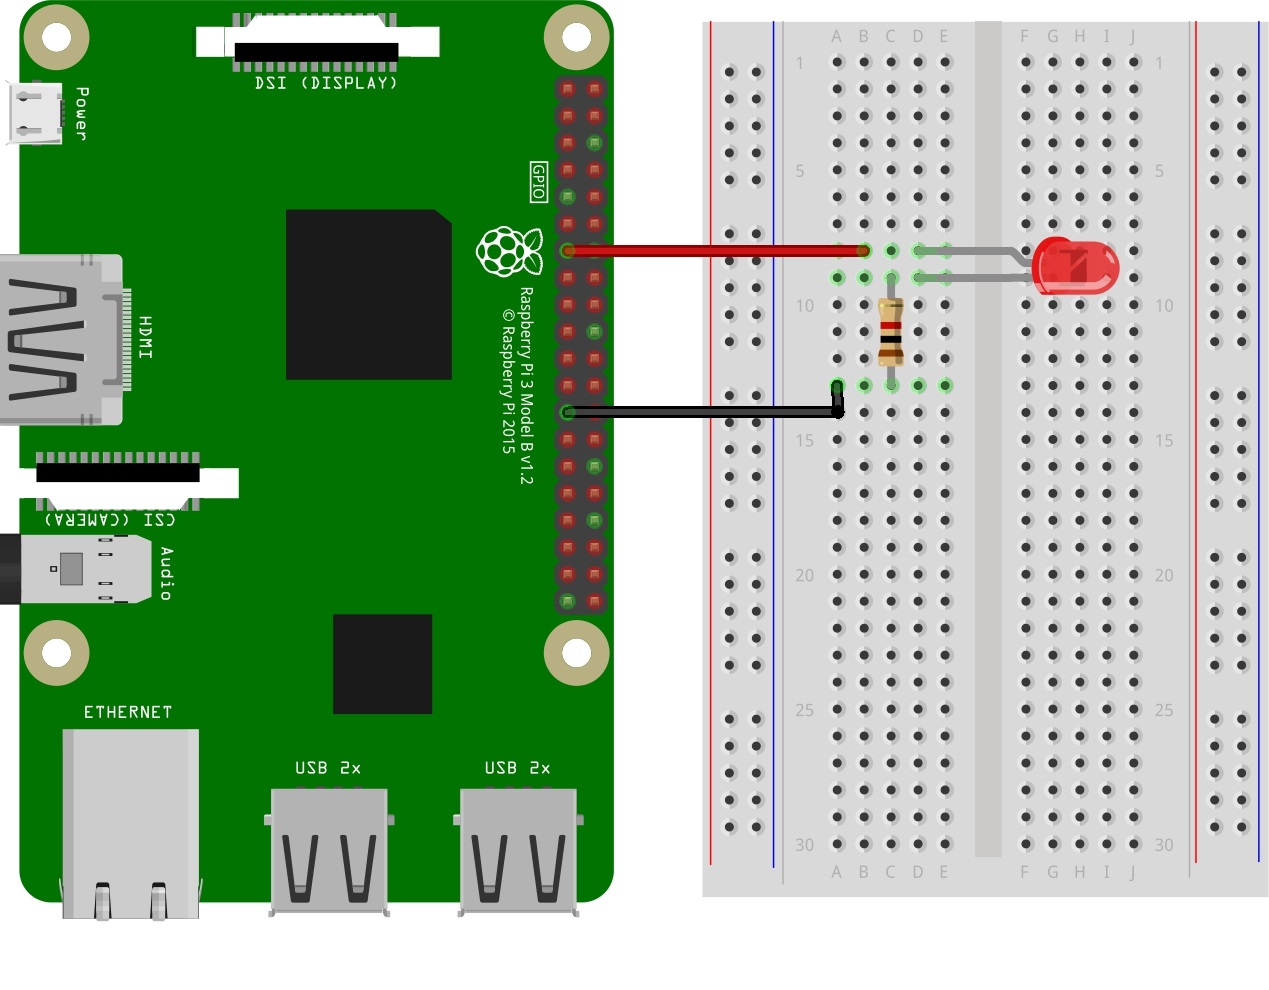 DSI (DISPLAY)
Power
GPIO
HDMI
Raspberry Pi 3 Model B v1.2
© Raspberry Pi 2015
CSI (CAMERA)
Audio
ETHERNET
USB 2x
USB 2x
A B C D E F G H I J
1 1
5 5
10 10
15 15
20 20
25 25
30 30
A B C D E F G H I J